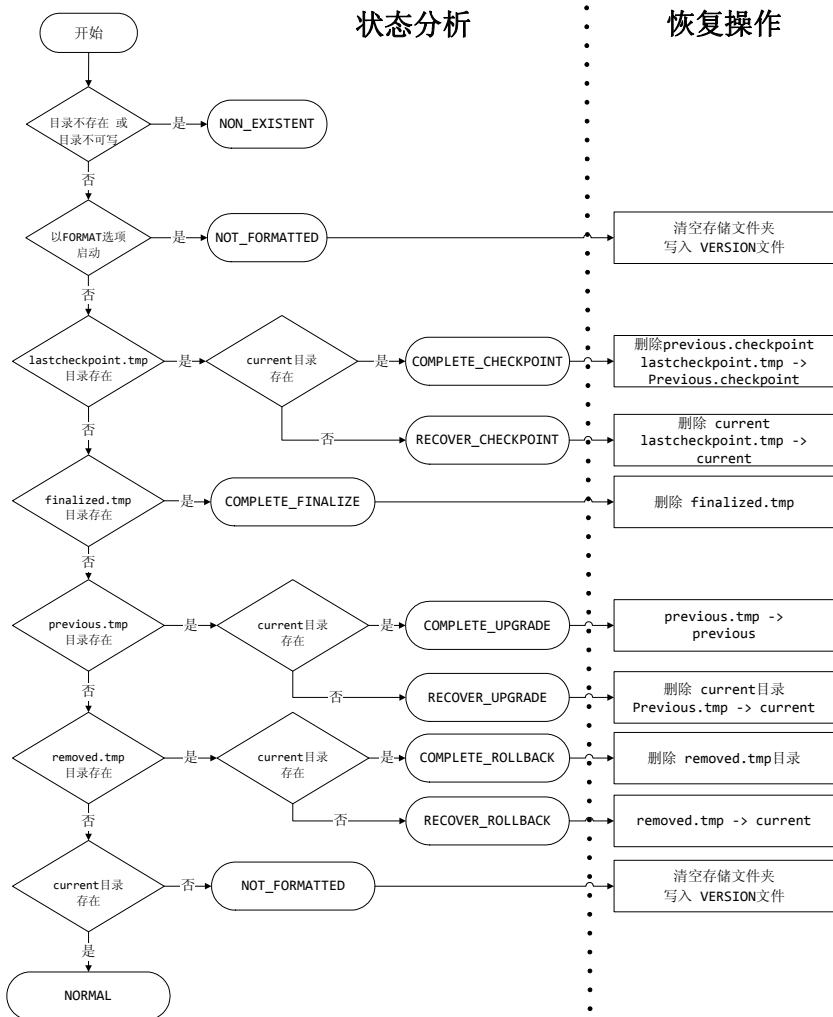 状态分析
恢复操作
开始
目录不存在 或
目录不可写
是
NON_EXISTENT
否
以FORMAT选项
启动
是
NOT_FORMATTED
清空存储文件夹
写入 VERSION文件
否
lastcheckpoint.tmp
目录存在
是
current目录
存在
是
COMPLETE_CHECKPOINT
删除previous.checkpoint
lastcheckpoint.tmp ->
Previous.checkpoint
否
RECOVER_CHECKPOINT
删除 current
lastcheckpoint.tmp ->
current
否
finalized.tmp
目录存在
是
COMPLETE_FINALIZE
删除 finalized.tmp
否
previous.tmp
目录存在
是
current目录
存在
是
COMPLETE_UPGRADE
previous.tmp ->
previous
否
RECOVER_UPGRADE
删除 current目录
Previous.tmp -> current
否
removed.tmp
目录存在
是
current目录
存在
是
COMPLETE_ROLLBACK
删除 removed.tmp目录
否
RECOVER_ROLLBACK
removed.tmp -> current
否
current目录
存在
否
NOT_FORMATTED
清空存储文件夹
写入 VERSION文件
是
NORMAL